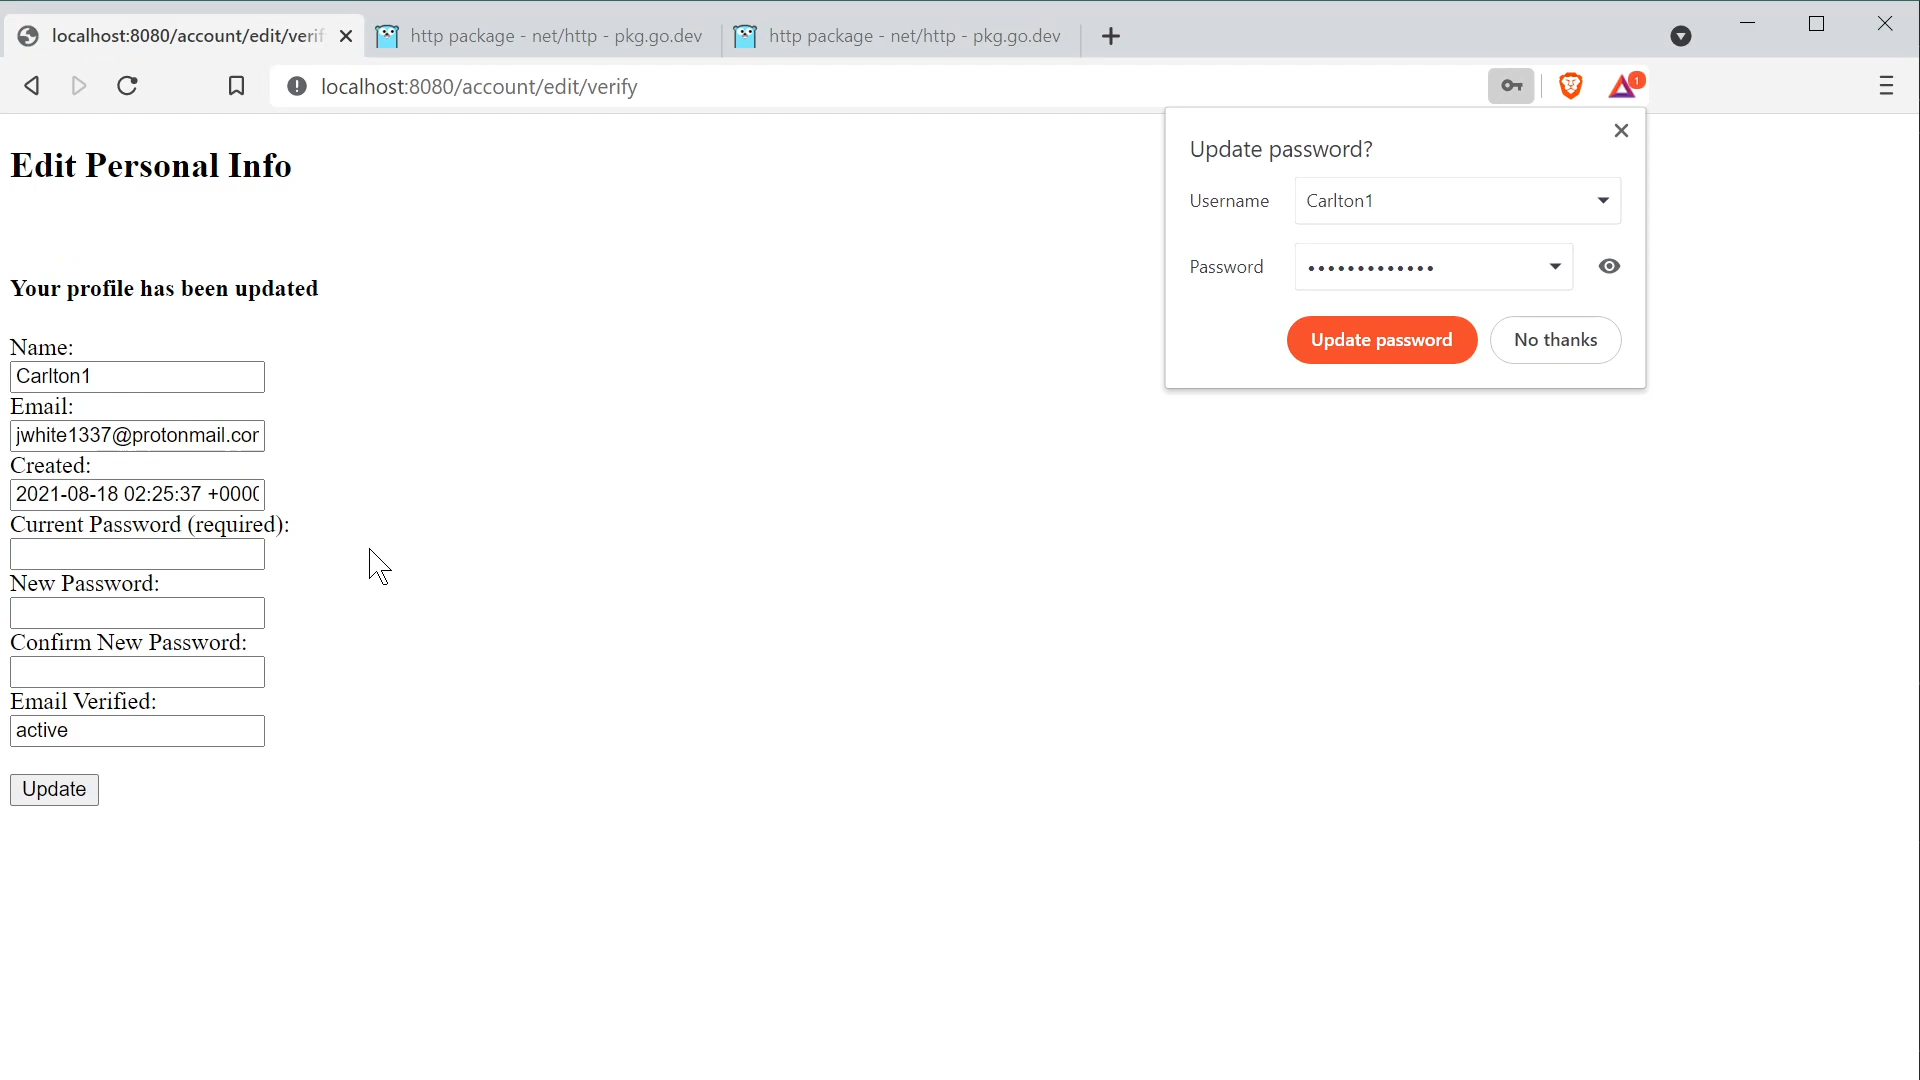 localhost:8080/account/edit/verif
http package - net/http - pkg.go.dev
http package - net/http - pkg.go.dev
localhost:8080/account/edit/verify
1
Edit Personal Info
Update password?
Username
Carlton1
Password
•••••••••••••
Update password
No thanks
Your profile has been updated
Name:
Carlton1
Email:
jwhite1337@protonmail.cor
Created:
2021-08-18 02:25:37 +000(
Current Password (required):
New Password:
Confirm New Password:
Email Verified:
active
Update